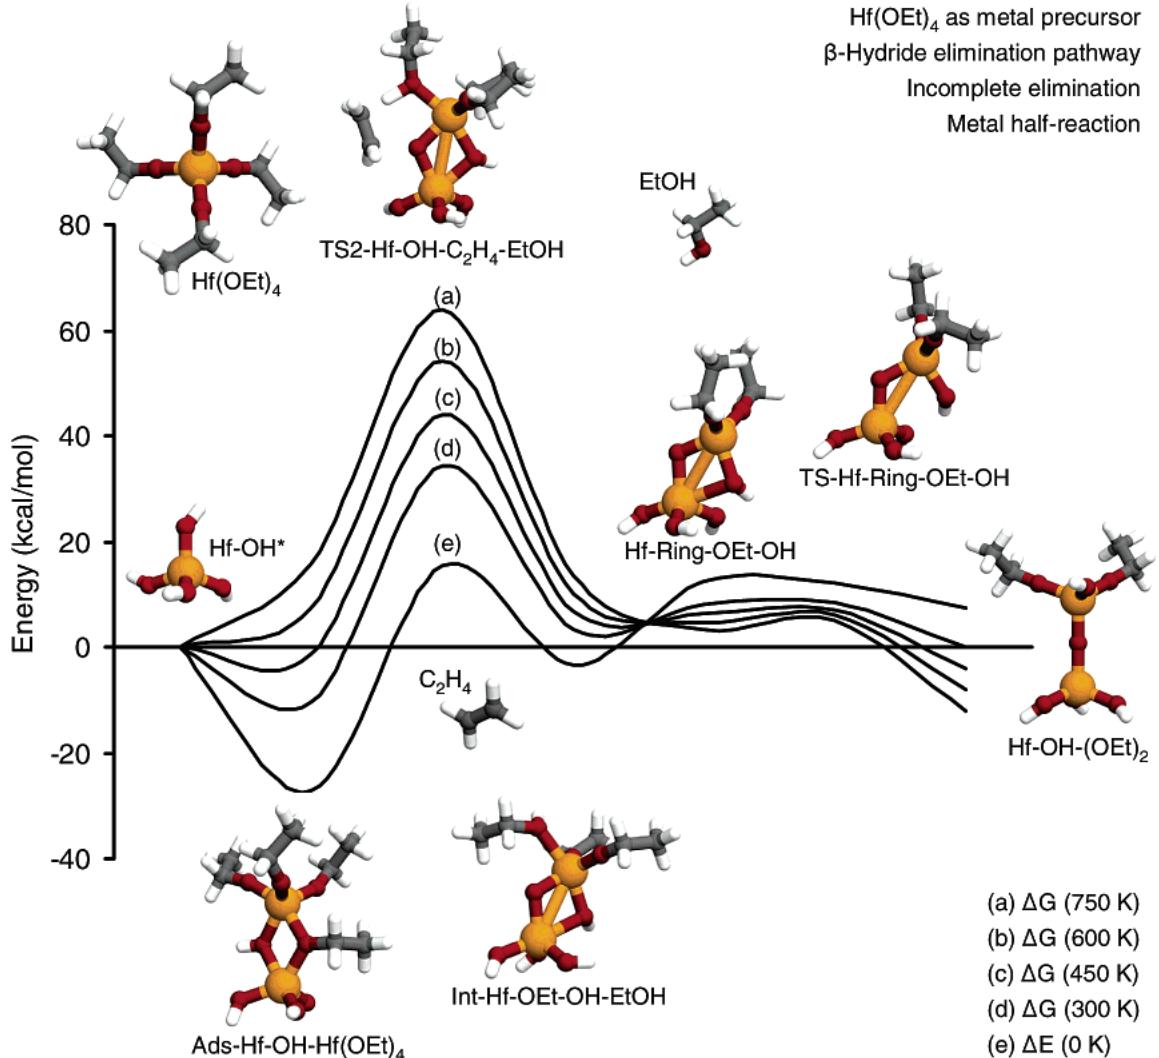 Hf(OEt)₄ as metal precursor
β-Hydride elimination pathway
Incomplete elimination
Metal half-reaction
EtOH
80
TS2-Hf-OH-C₂H₄-EtOH
Hf(OEt)₄
(a)
60
(b)
(c)
40
(d)
TS-Hf-Ring-OEt-OH
Energy (kcal/mol)
20
Hf-OH*
(e)
Hf-Ring-OEt-OH
0
C₂H₄
-20
Hf-OH-(OEt)₂
-40
Int-Hf-OEt-OH-EtOH
Ads-Hf-OH-Hf(OEt)₄
(a) ΔG (750 K)
(b) ΔG (600 K)
(c) ΔG (450 K)
(d) ΔG (300 K)
(e) ΔE (0 K)